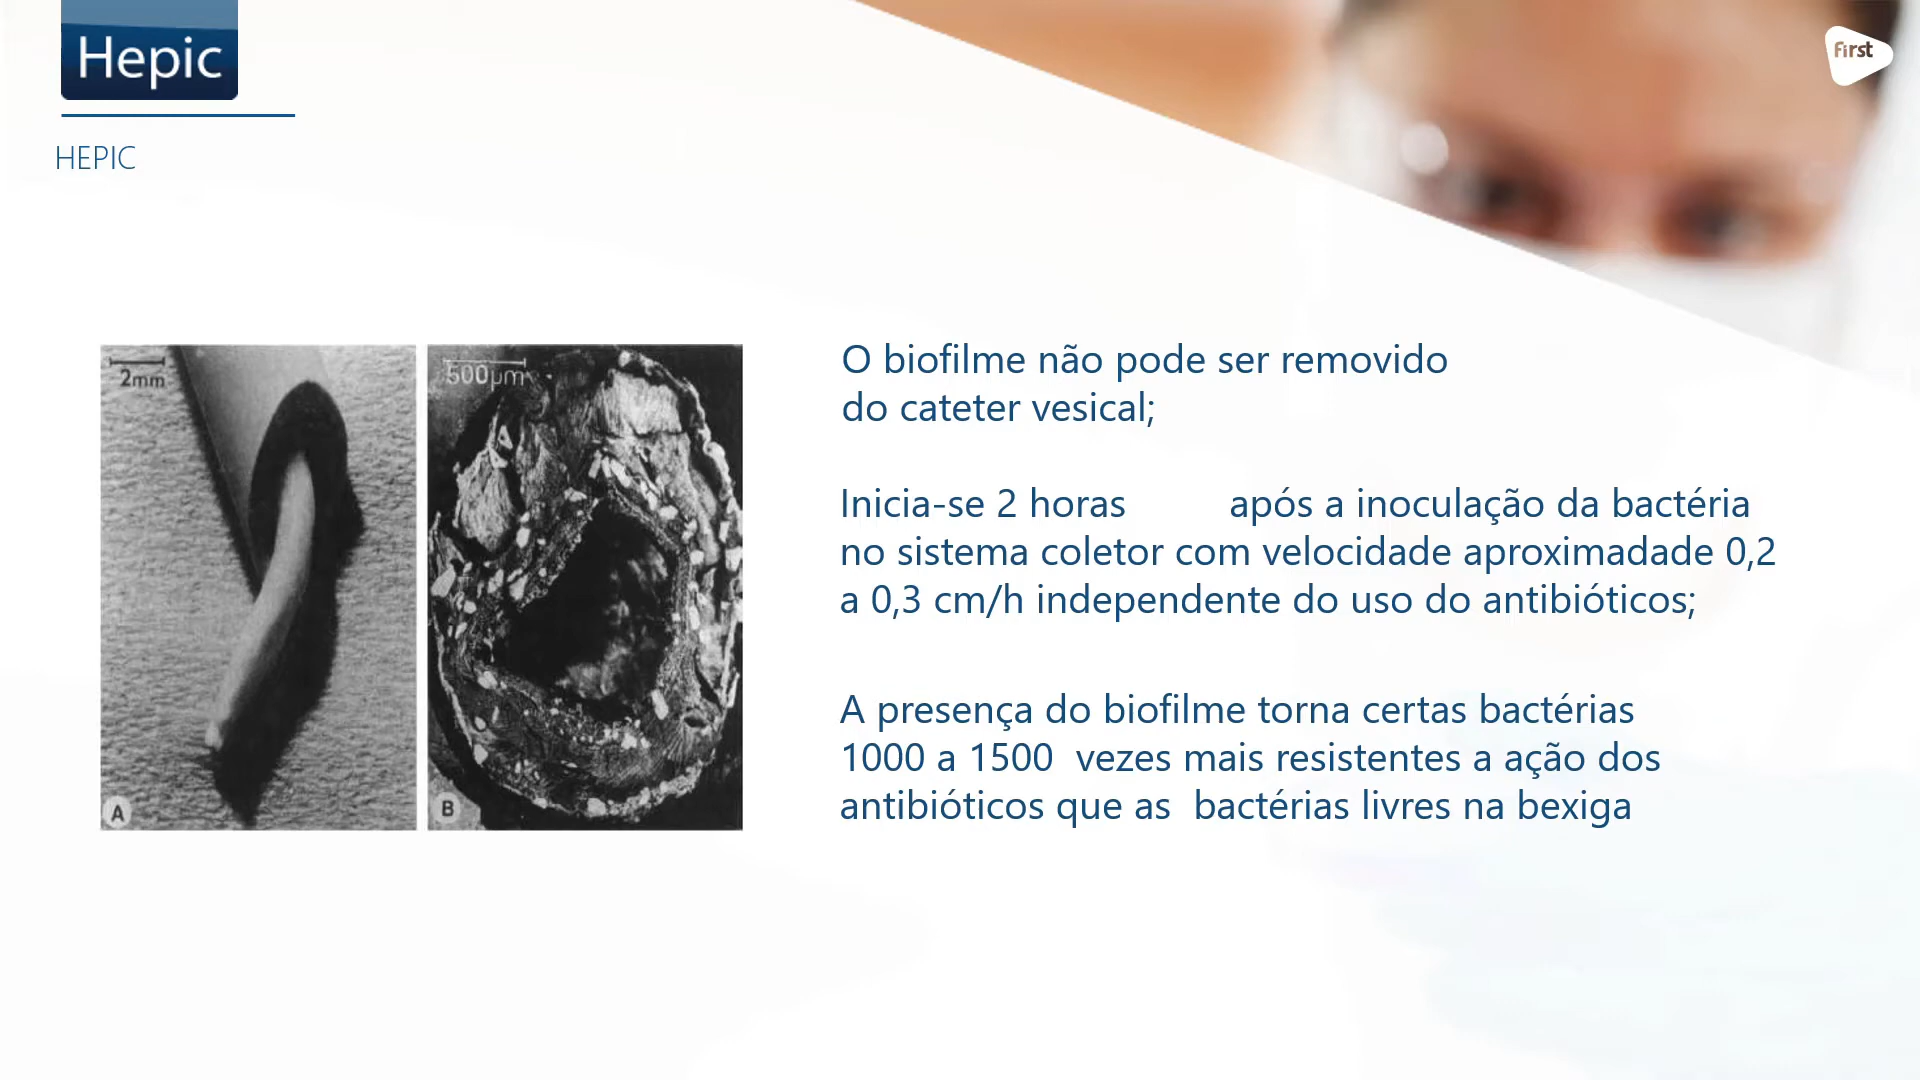 Hepic
First
HEPIC
2mm
500µm
A
B
O biofilme não pode ser removido
do cateter vesical;
Inicia-se 2 horas após a inoculação da bactéria
no sistema coletor com velocidade aproximadade 0,2
a 0,3 cm/h independente do uso do antibióticos;
A presença do biofilme torna certas bactérias
1000 a 1500 vezes mais resistentes a ação dos
antibióticos que as bactérias livres na bexiga